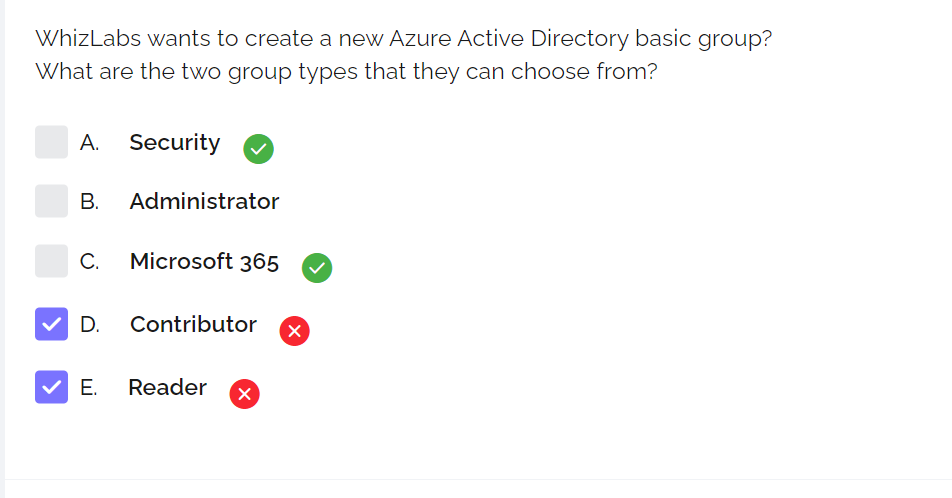 WhizLabs wants to create a new Azure Active Directory basic group?
What are the two group types that they can choose from?
A. Security
B. Administrator
C. Microsoft 365
D. Contributor
E. Reader